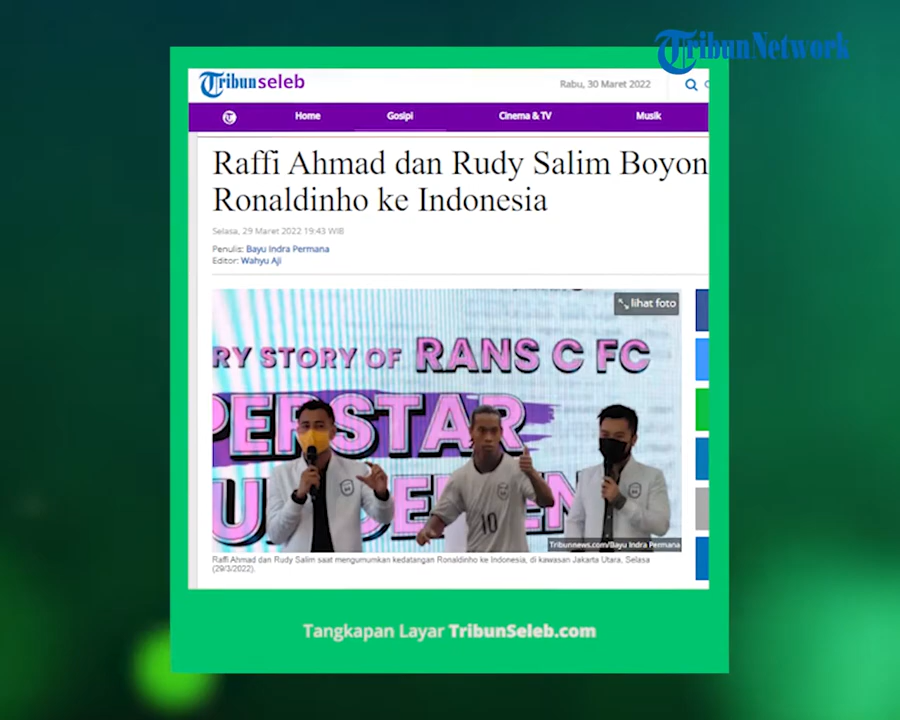 TribunNetwork
Tribunseleb
Rabu, 30 Maret 2022
Home Gosipi Cinema & TV Musik
Raffi Ahmad dan Rudy Salim Boyon
Ronaldinho ke Indonesia
Selasa, 29 Maret 2022 19:43 WIB
Penulis: Bayu Indra Permana
Editor: Wahyu Aji
lihat foto
RY STORY OF RANS C FC
PERSTAR
10
Tribunnews.com/Bayu Indra Permana
Raffi Ahmad dan Rudy Salim saat mengumumkan kedatangan Ronaldinho ke Indonesia, di kawasan Jakarta Utara, Selasa
(29/3/2022).
Tangkapan Layar TribunSeleb.com